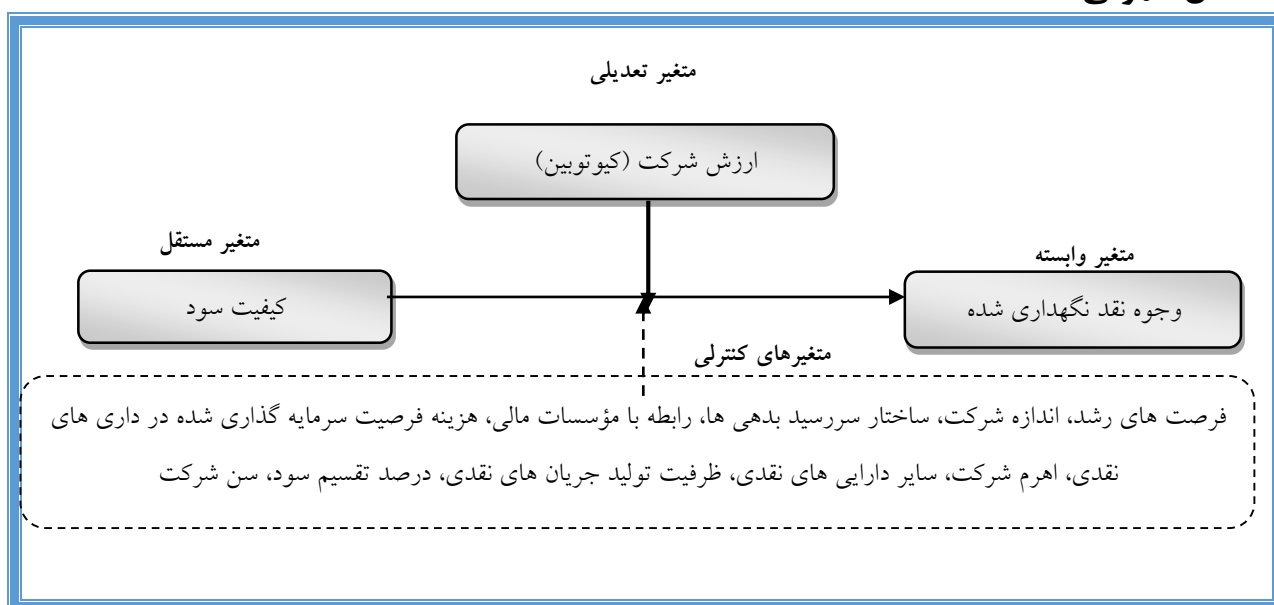 متغیر تعدیلی
ارزش شرکت (کیوتوبین)
متغیر مستقل
متغیر وابسته
کیفیت سود
وجوه نقد نگهداری شده
متغیرهای کنترلی
فرصت های رشد، اندازه شرکت، ساختار سررسید بدهی ها، رابطه با مؤسسات مالی، هزینه فرصیت سرمایه گذاری شده در داری های
نقدی، اهرم شرکت، سایر دارایی های نقدی، ظرفیت تولید جریان های نقدی، درصد تقسیم سود، سن شرکت